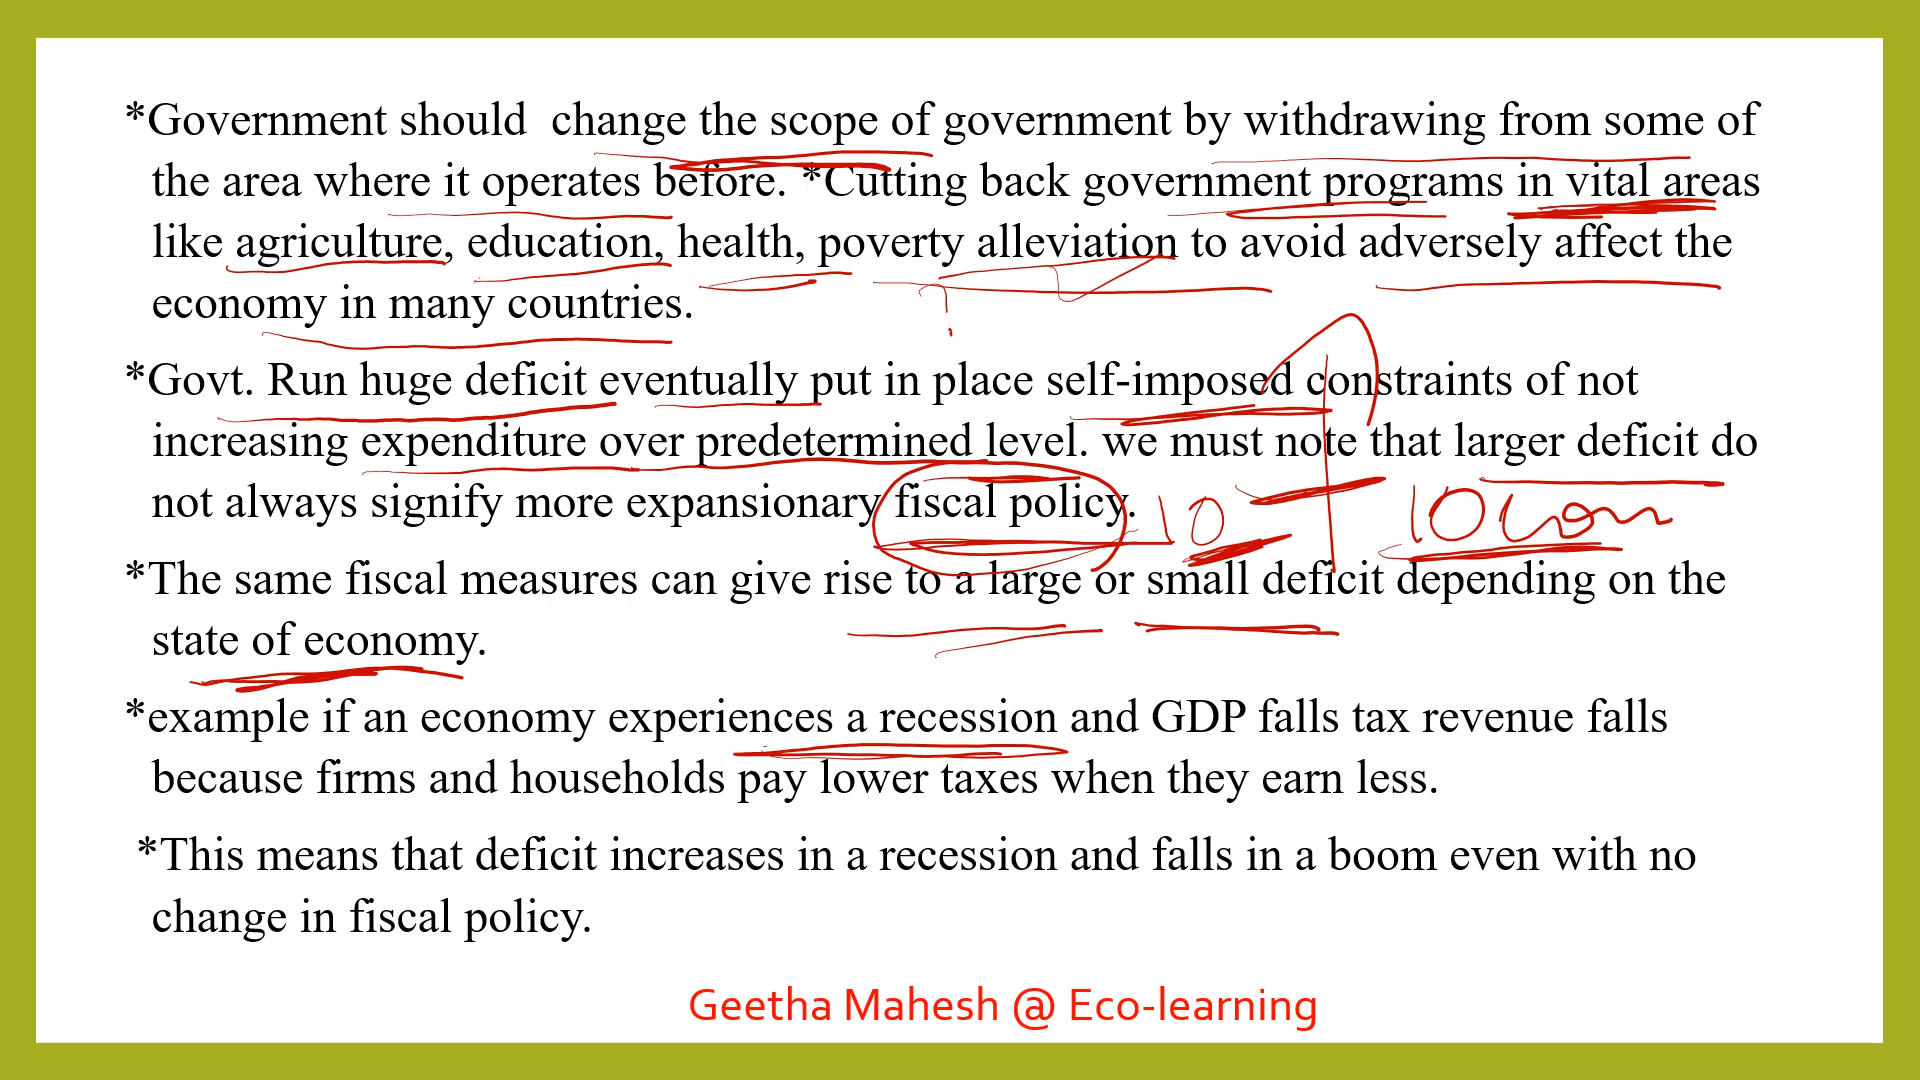 *Government should change the scope of government by withdrawing from some of
the area where it operates before. *Cutting back government programs in vital areas
like agriculture, education, health, poverty alleviation to avoid adversely affect the
economy in many countries.
*Govt. Run huge deficit eventually put in place self-imposed constraints of not
increasing expenditure over predetermined level. we must note that larger deficit do
not always signify more expansionary fiscal policy.
10
10
*The same fiscal measures can give rise to a large or small deficit depending on the
state of economy.
*example if an economy experiences a recession and GDP falls tax revenue falls
because firms and households pay lower taxes when they earn less.
*This means that deficit increases in a recession and falls in a boom even with no
change in fiscal policy.
Geetha Mahesh @ Eco-learning